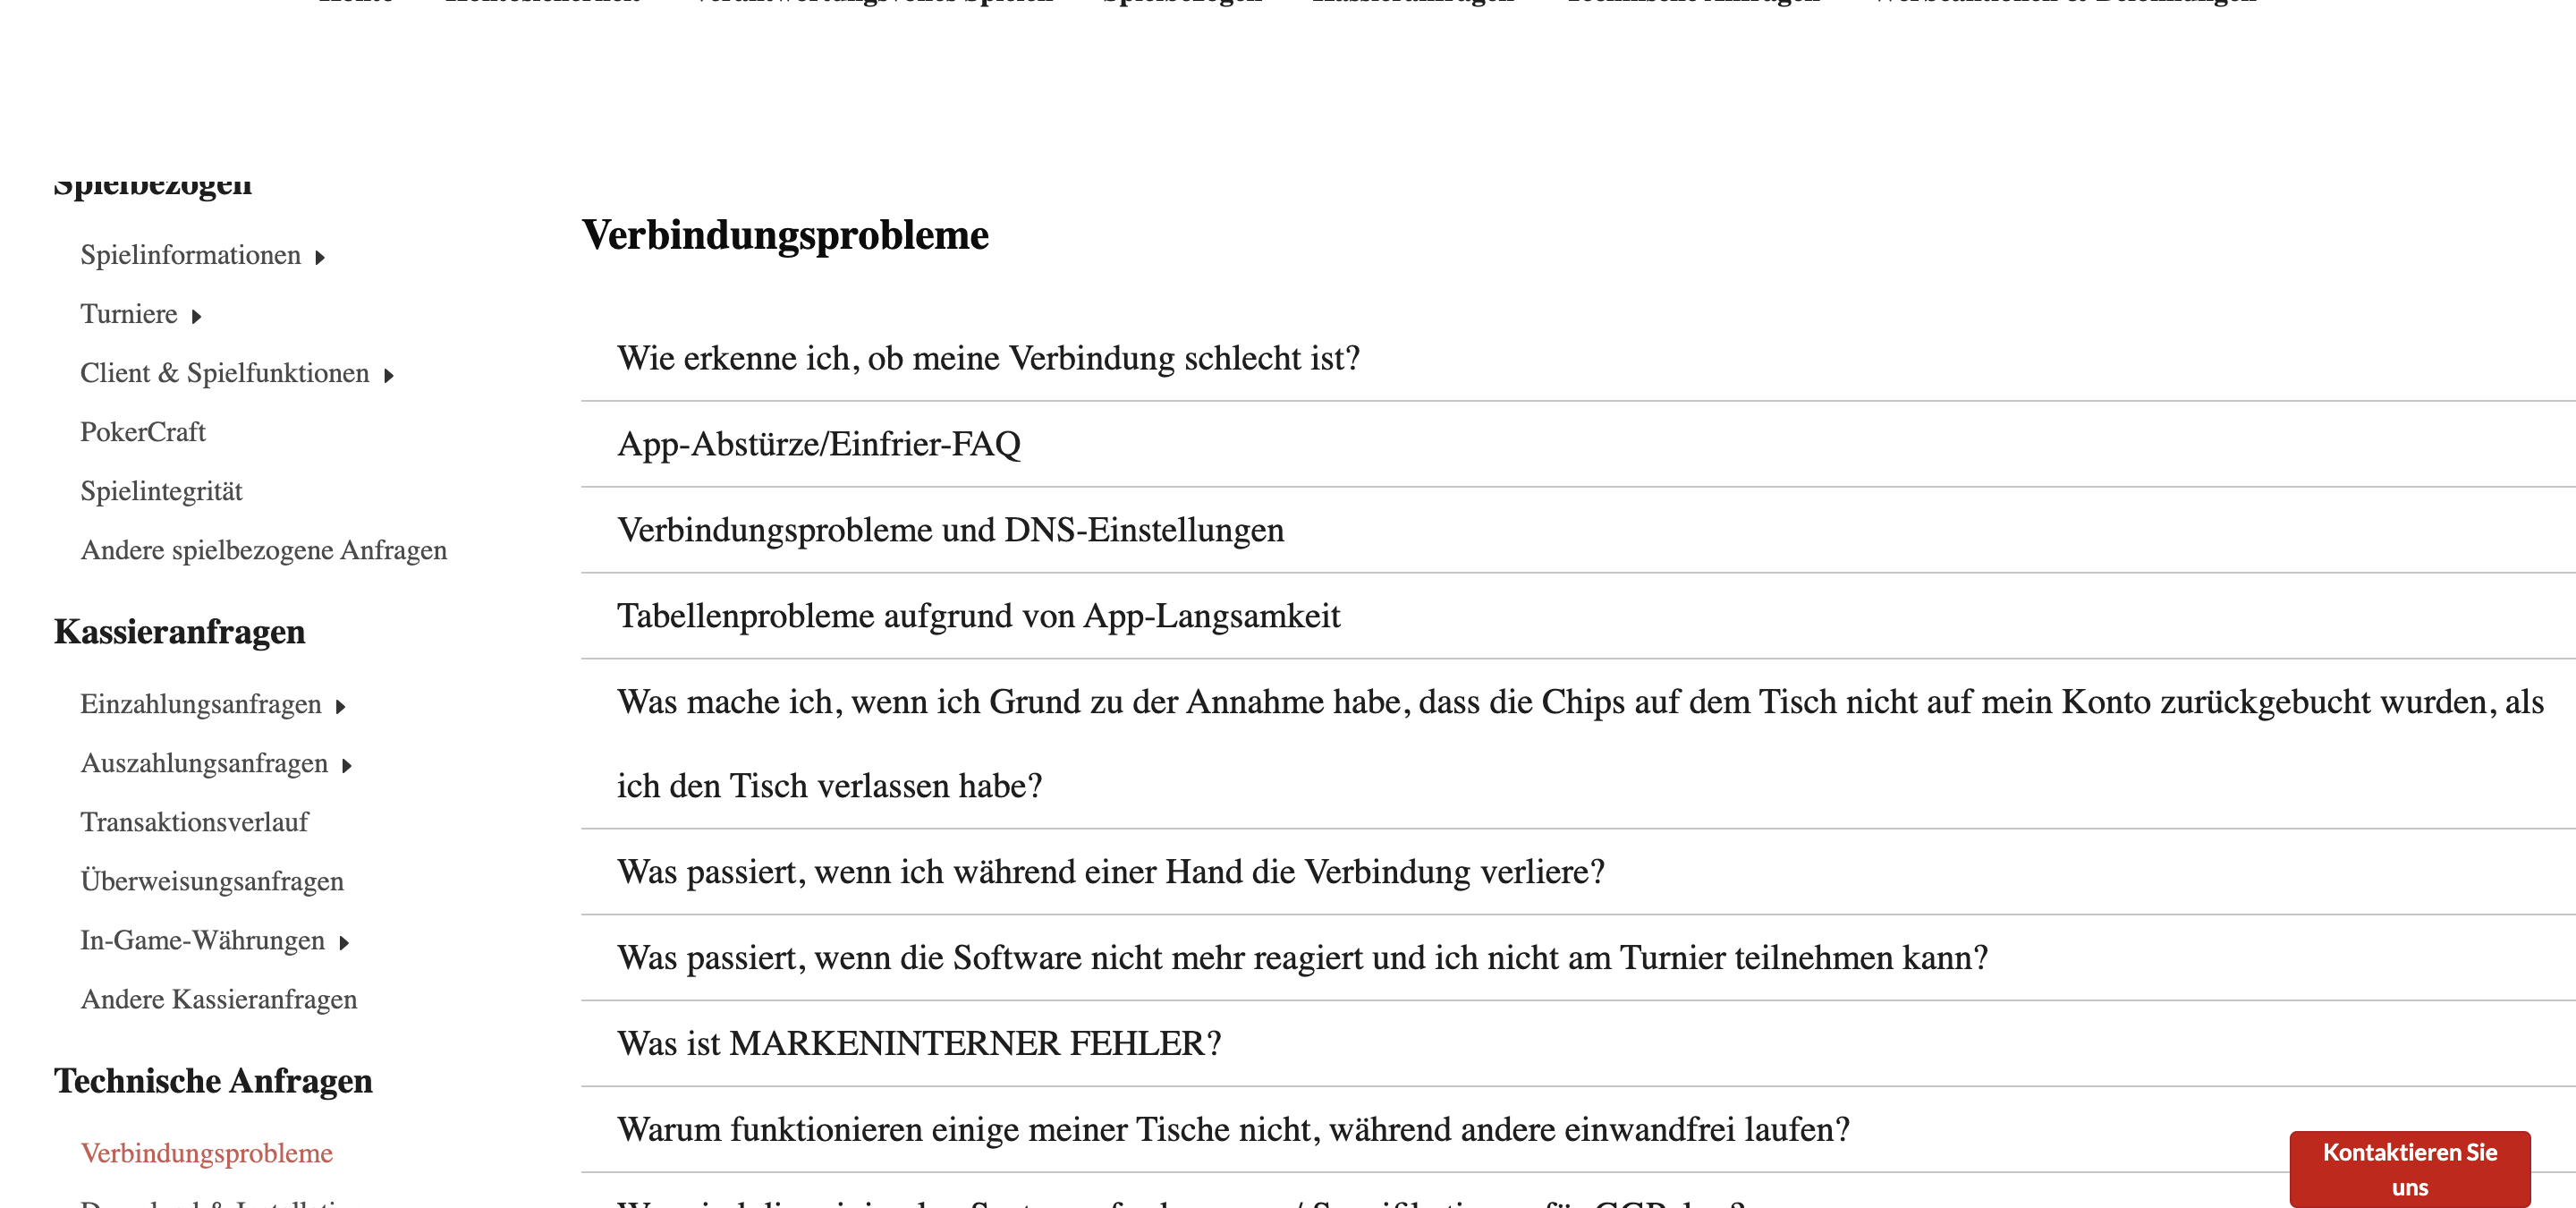 Spielbezogen
Spielinformationen
Turniere
Client & Spielfunktionen
PokerCraft
Spielintegrität
Andere spielbezogene Anfragen
Kassieranfragen
Einzahlungsanfragen
Auszahlungsanfragen
Transaktionsverlauf
Überweisungsanfragen
In-Game-Währungen
Andere Kassieranfragen
Technische Anfragen
Verbindungsprobleme
Verbindungsprobleme
Wie erkenne ich, ob meine Verbindung schlecht ist?
App-Abstürze/Einfrier-FAQ
Verbindungsprobleme und DNS-Einstellungen
Tabellenprobleme aufgrund von App-Langsamkeit
Was mache ich, wenn ich Grund zu der Annahme habe, dass die Chips auf dem Tisch nicht auf mein Konto zurückgebucht wurden, als
ich den Tisch verlassen habe?
Was passiert, wenn ich während einer Hand die Verbindung verliere?
Was passiert, wenn die Software nicht mehr reagiert und ich nicht am Turnier teilnehmen kann?
Was ist MARKENINTERNER FEHLER?
Warum funktionieren einige meiner Tische nicht, während andere einwandfrei laufen?
Kontaktieren Sie
uns